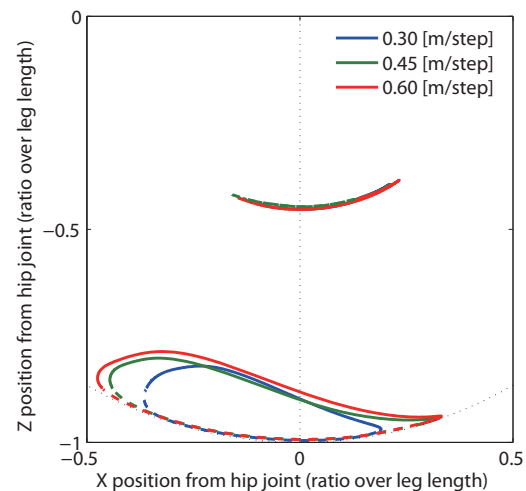 0
0.30 [m/step]
0.45 [m/step]
0.60 [m/step]
Z position from hip joint (ratio over leg length)
−0.5
−1
−0.5
0
0.5
X position from hip joint (ratio over leg length)